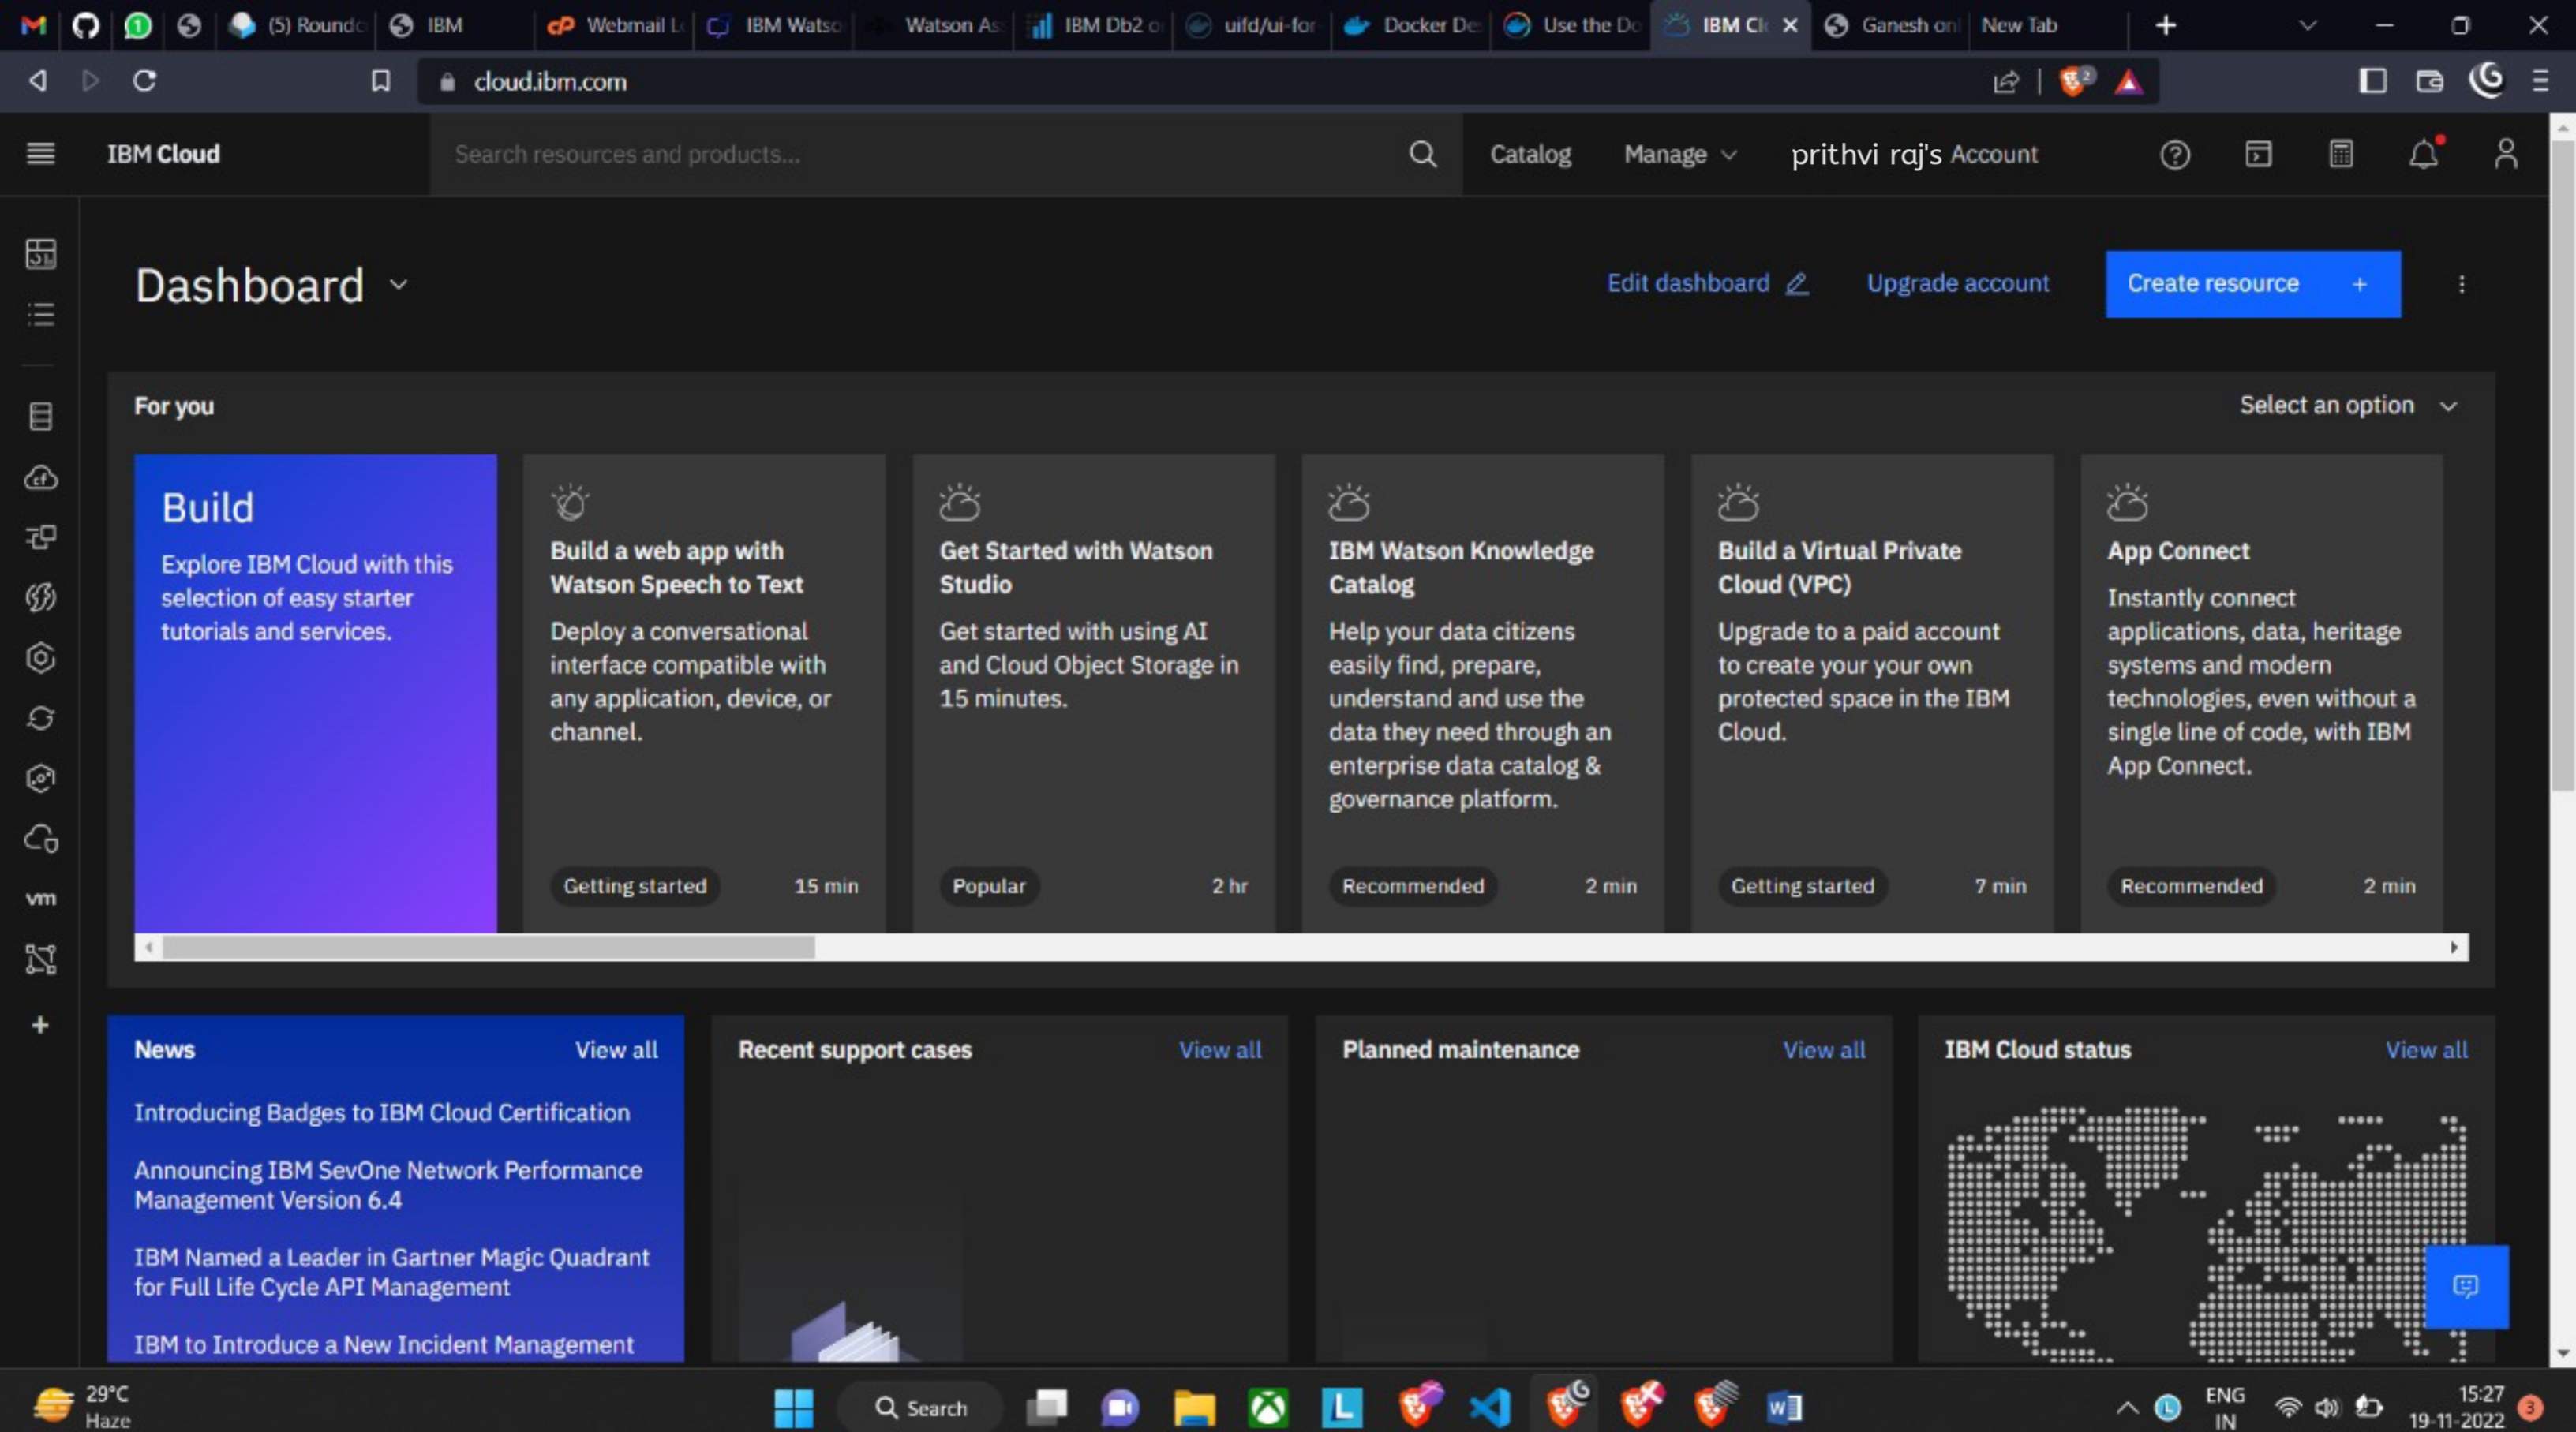 (5) Roundc
IBM
Webmail L
IBM Watso
Watson As
IBM Db2 o
uifd/ui-for
Docker De
Use the Do
IBM Cl
Ganesh onl
New Tab
cloud.ibm.com
2
IBM Cloud
Search resources and products...
Catalog
Manage
prithvi raj's Account
Dashboard
Edit dashboard
Upgrade account
Create resource +
For you
Select an option
Build
Explore IBM Cloud with this
selection of easy starter
tutorials and services.
Build a web app with
Watson Speech to Text
Deploy a conversational
interface compatible with
any application, device, or
channel.
Getting started
15 min
Get Started with Watson
Studio
Get started with using AI
and Cloud Object Storage in
15 minutes.
Popular
2 hr
IBM Watson Knowledge
Catalog
Help your data citizens
easily find, prepare,
understand and use the
data they need through an
enterprise data catalog &
governance platform.
Recommended
2 min
Build a Virtual Private
Cloud (VPC)
Upgrade to a paid account
to create your your own
protected space in the IBM
Cloud.
Getting started
7 min
App Connect
Instantly connect
applications, data, heritage
systems and modern
technologies, even without a
single line of code, with IBM
App Connect.
Recommended
2 min
vm
News
View all
Introducing Badges to IBM Cloud Certification
Announcing IBM SevOne Network Performance
Management Version 6.4
IBM Named a Leader in Gartner Magic Quadrant
for Full Life Cycle API Management
IBM to Introduce a New Incident Management
Recent support cases
View all
Planned maintenance
View all
IBM Cloud status
View all
29°C
Haze
Search
ENG
IN
15:27
19-11-2022
3